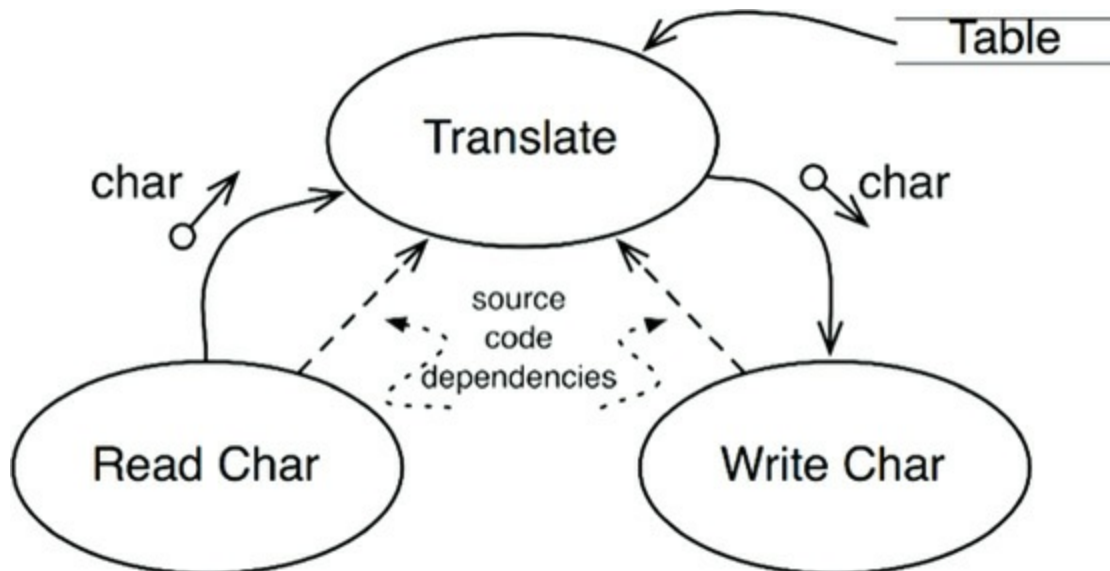 Table
Translate
char
char
source
code
dependencies
Read Char
Write Char